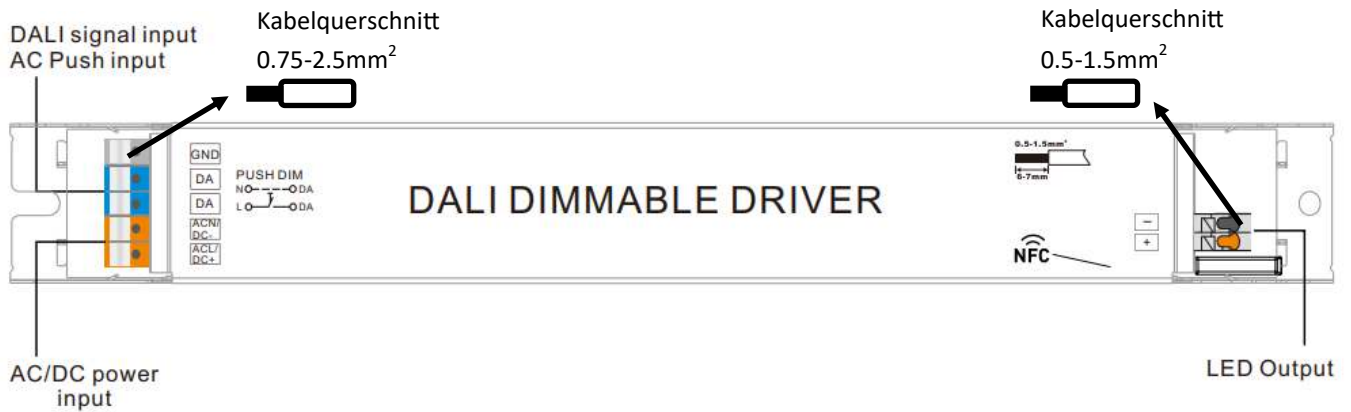 DALI signal input
AC Push input
Kabelquerschnitt
0.75-2.5mm²
Kabelquerschnitt
0.5-1.5mm²
GND
DA
DA
ACN/
DC-
ACL/
DC+
PUSH DIM
N DA
L DA
DALI DIMMABLE DRIVER
0.5-1.5mm²
6-7mm
NFC
−
+
AC/DC power
input
LED Output